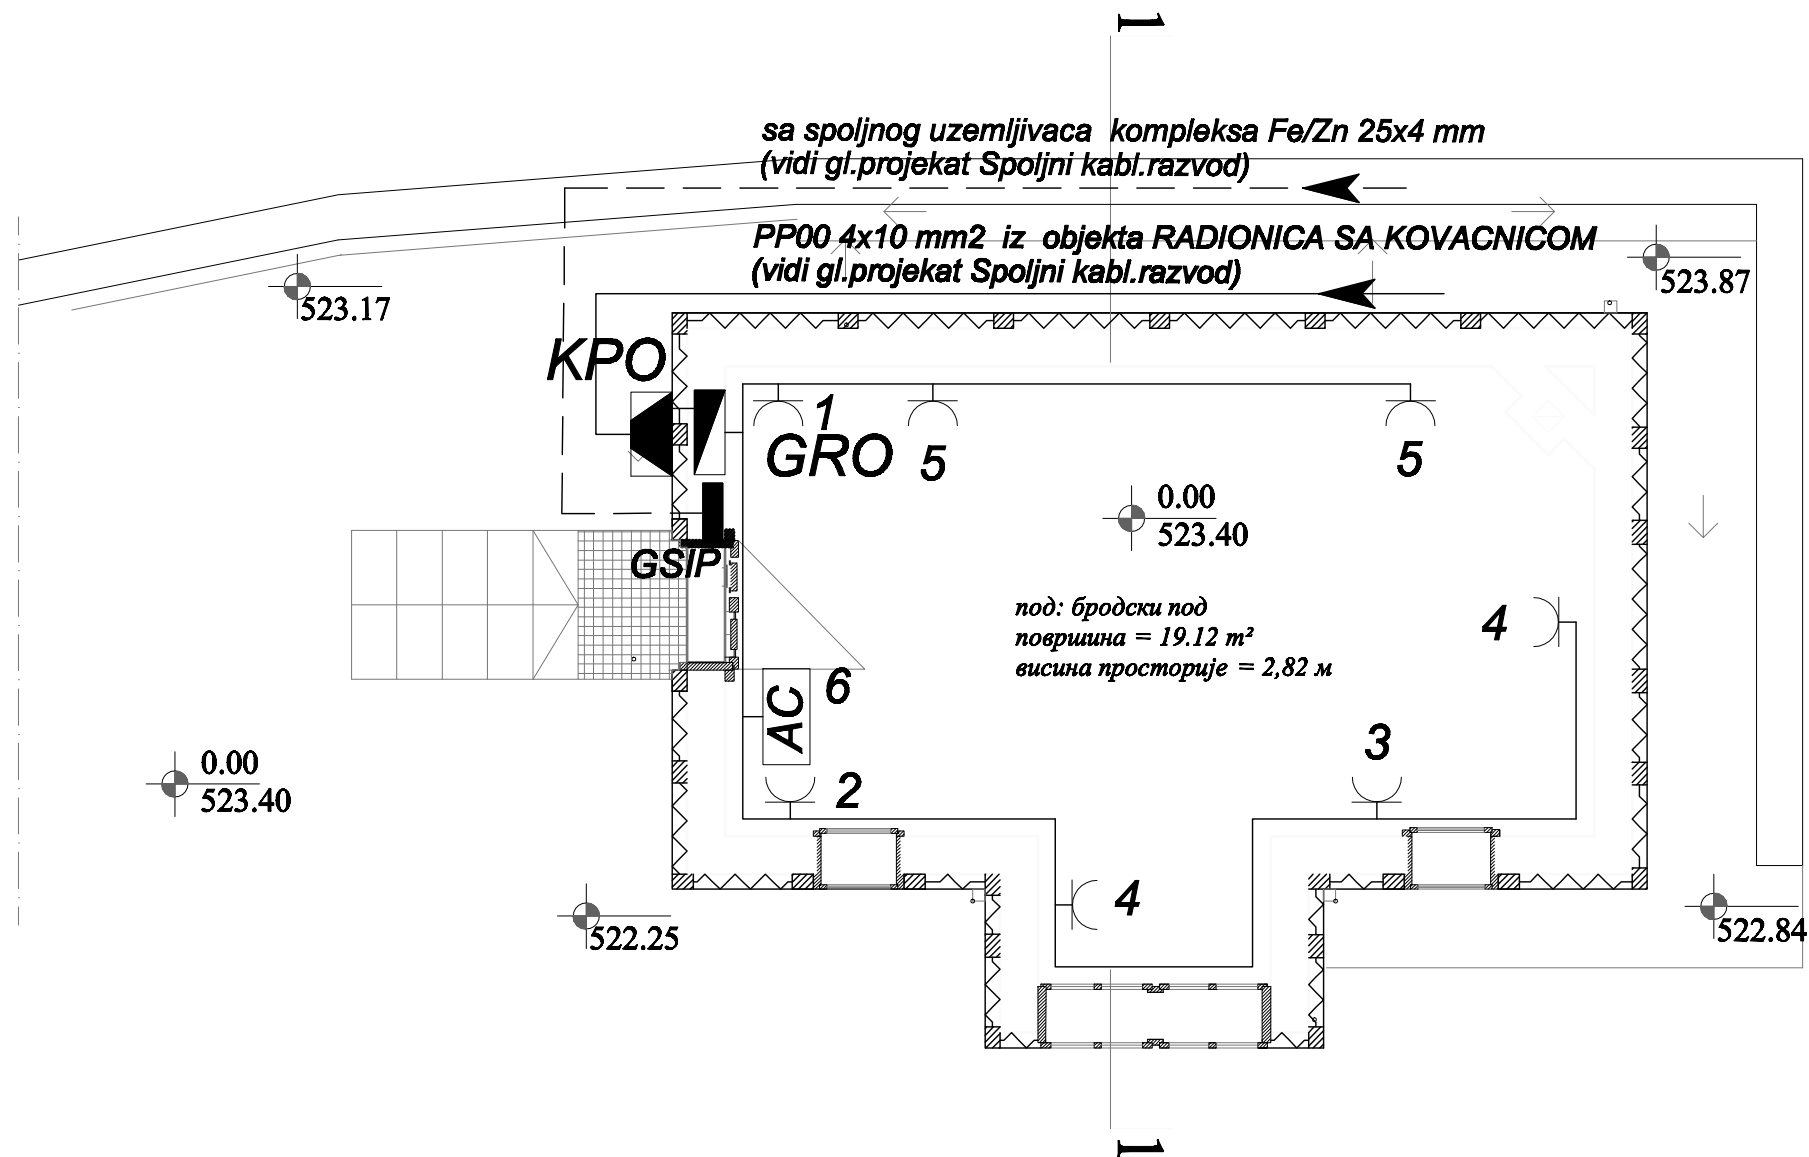 1
sa spoljnog uzemljivaca kompleksa Fe/Zn 25x4 mm
(vidi gl.projekat Spoljni kabl.razvod)
PP00 4x10 mm2 iz objekta RADIONICA SA KOVACNICOM
(vidi gl.projekat Spoljni kabl.razvod)
523.17
523.87
KPO
1
GRO
5
5
0.00
523.40
GSIP
под: бродски под
површина = 19.12 m²
висина просторије = 2,82 м
4
6
AC
3
2
0.00
523.40
4
522.25
522.84
1